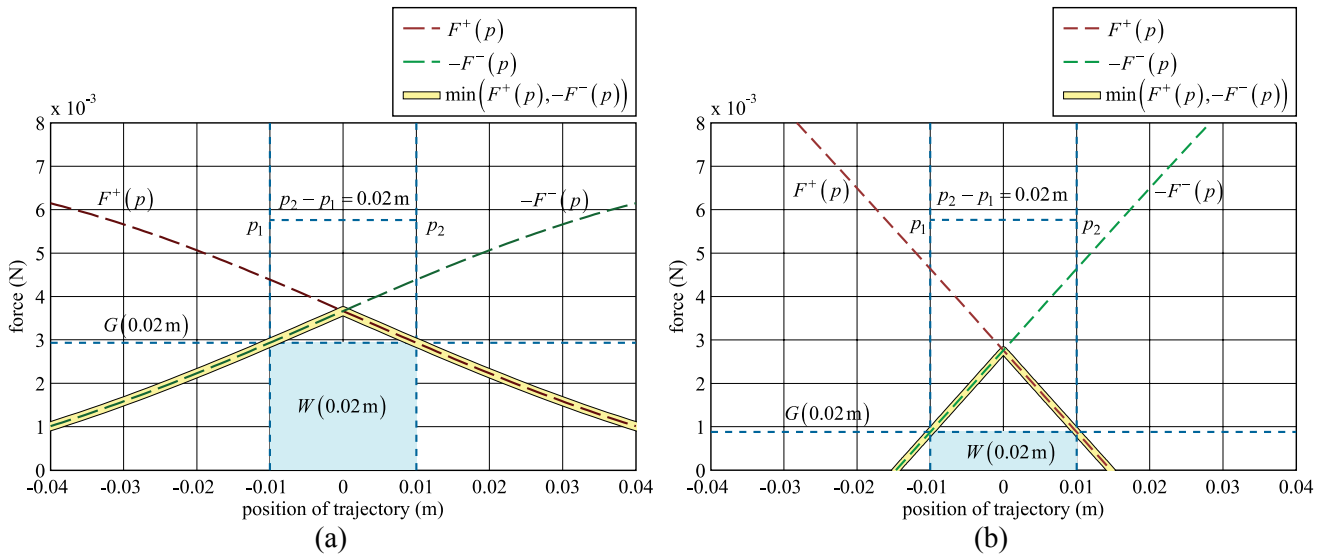 F⁺(p)
−F⁻(p)
min(F⁺(p),−F⁻(p))
x 10⁻³
8
7
6
5
4
3
2
1
0
force (N)
F⁺(p)
p₂ − p₁ = 0.02 m
−F⁻(p)
p₁
p₂
G(0.02 m)
W(0.02 m)
-0.04 -0.03 -0.02 -0.01 0 0.01 0.02 0.03 0.04
position of trajectory (m)
(a)
F⁺(p)
−F⁻(p)
min(F⁺(p),−F⁻(p))
x 10⁻³
8
7
6
5
4
3
2
1
0
force (N)
F⁺(p)
p₂ − p₁ = 0.02 m
−F⁻(p)
p₁
p₂
G(0.02 m)
W(0.02 m)
-0.04 -0.03 -0.02 -0.01 0 0.01 0.02 0.03 0.04
position of trajectory (m)
(b)